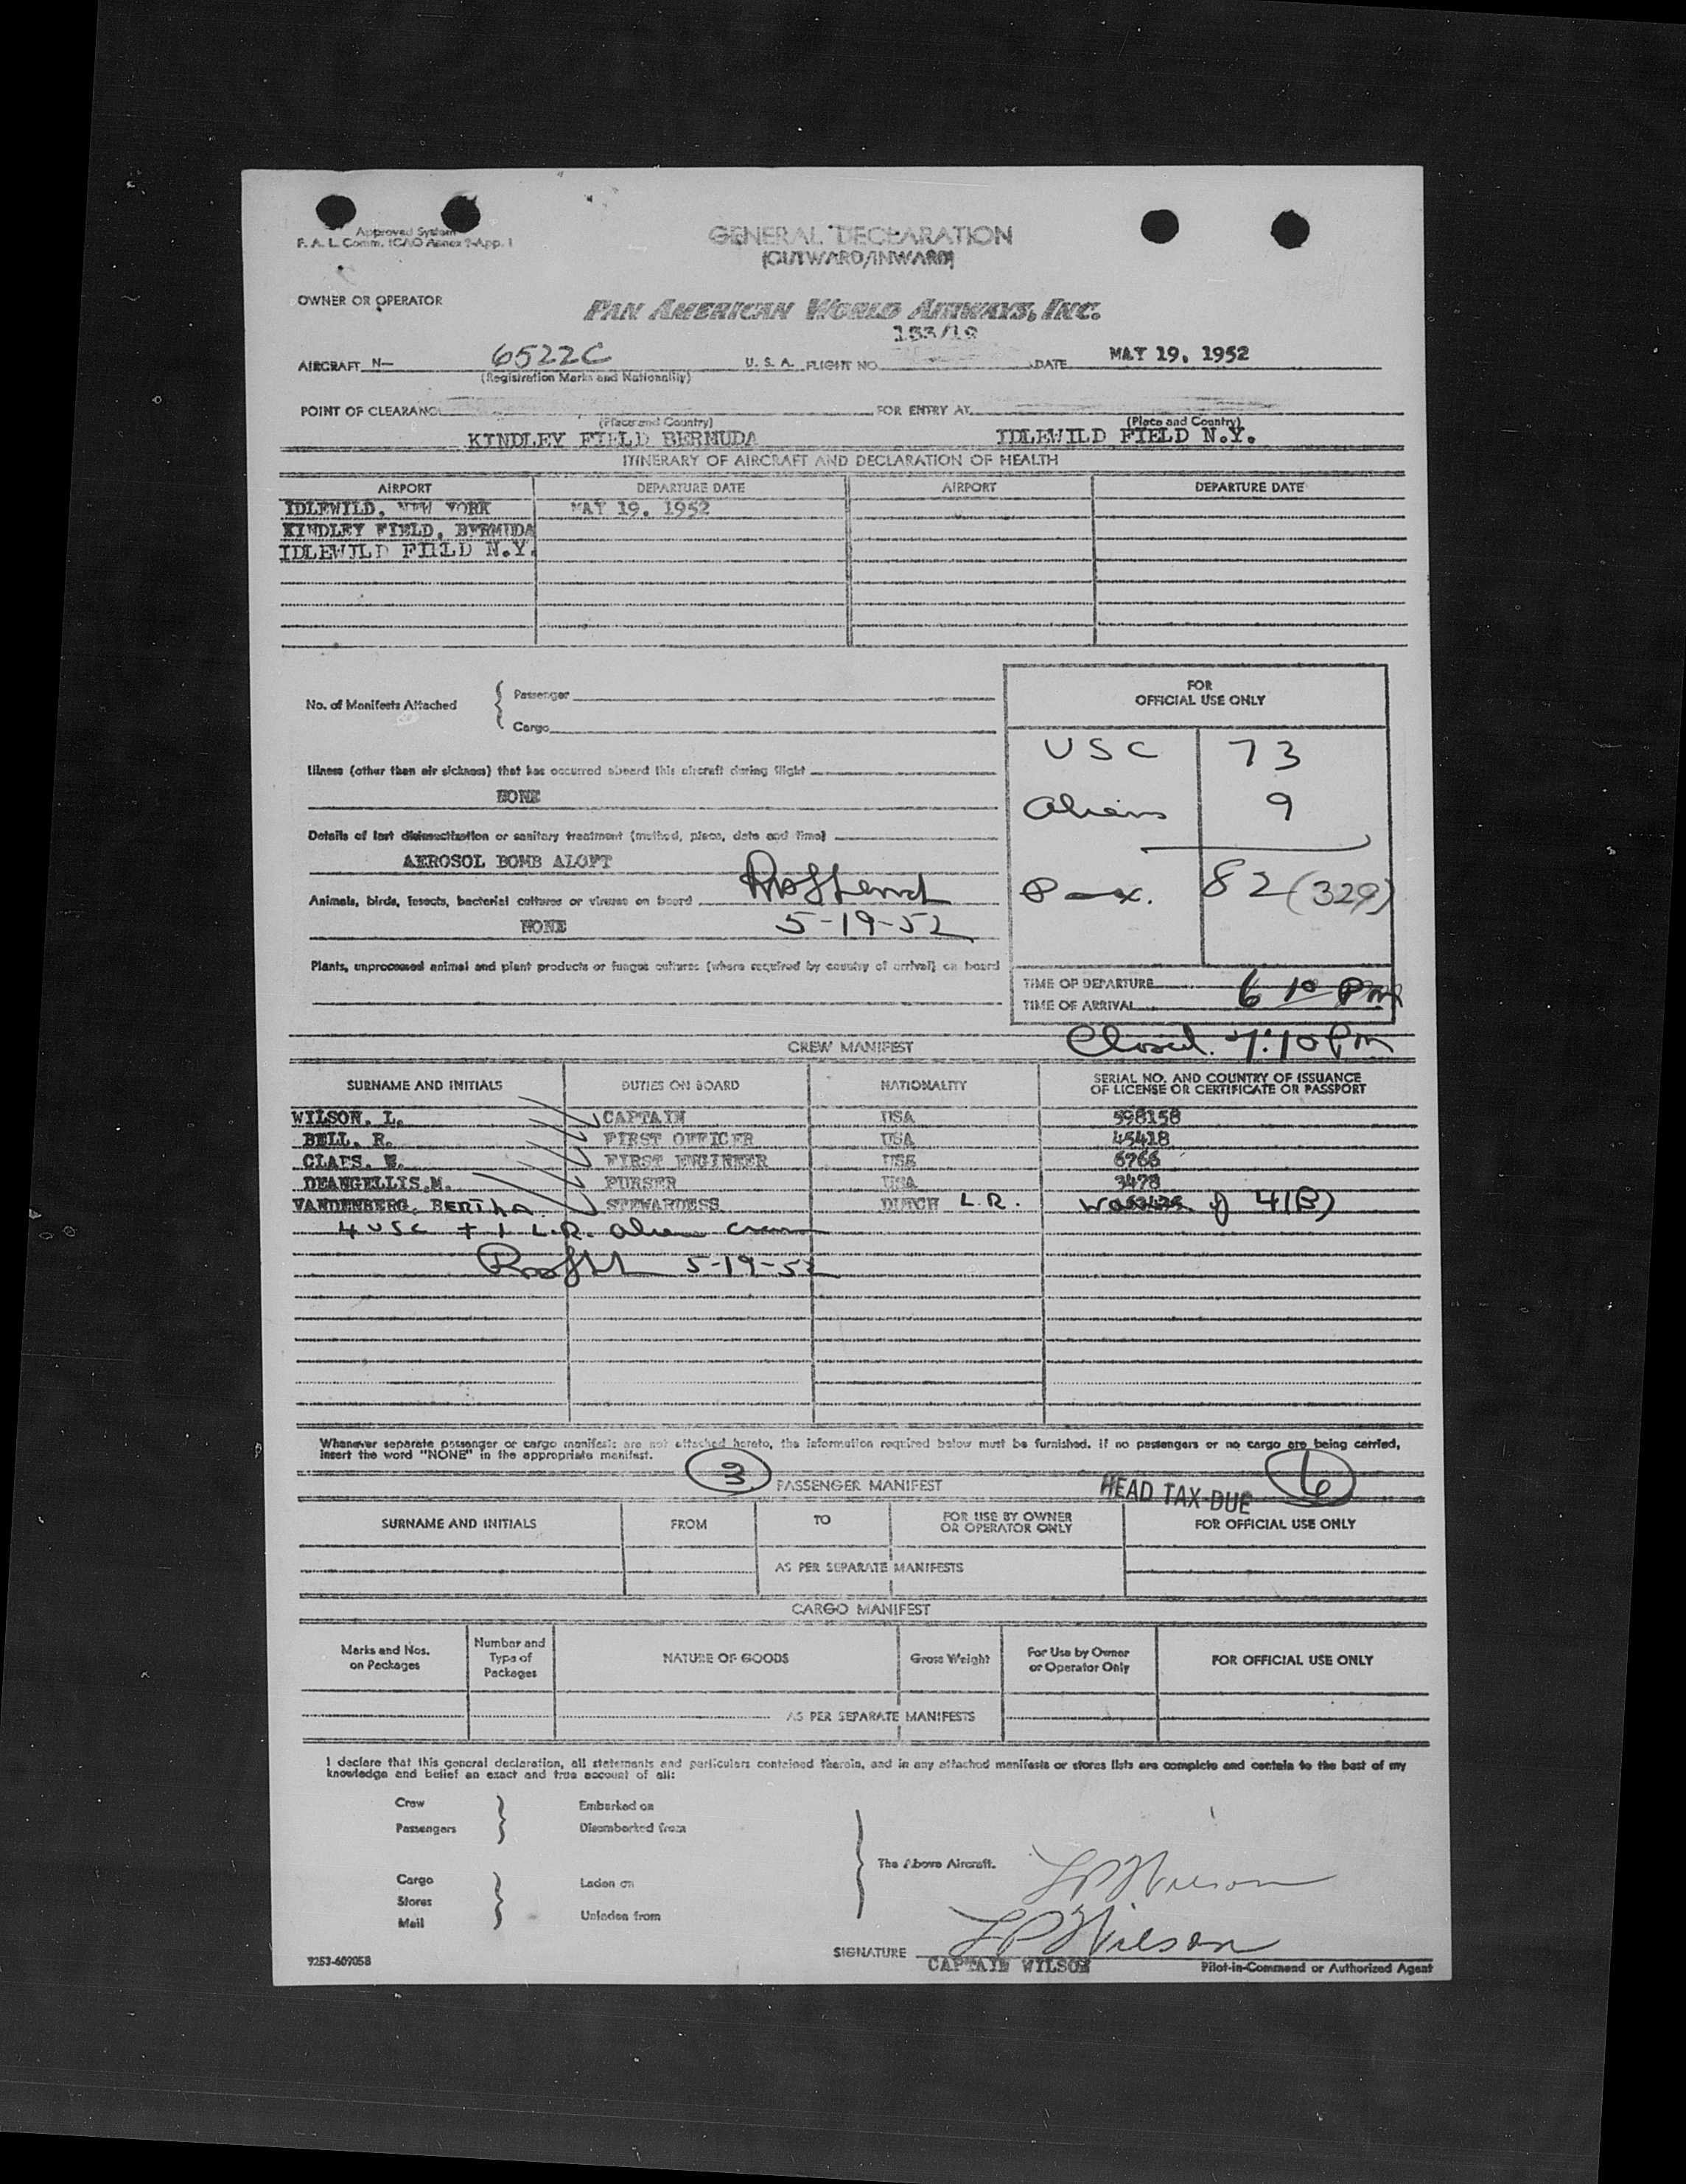 Approved System
F. A. L. Comm. ICAO Annex 9-App. 1
GENERAL DECLARATION
(OUTWARD/INWARD)
OWNER OR OPERATOR
PAN AMERICAN WORLD AIRWAYS, INC.
153/19
AIRCRAFT N- 6522C U. S. A. FLIGHT NO. DATE MAY 19, 1952
(Registration Marks and Nationality)
POINT OF CLEARANCE FOR ENTRY AT
(Place and Country) (Place and Country)
KINDLEY FIELD BERMUDA IDLEWILD FIELD N.Y.
ITINERARY OF AIRCRAFT AND DECLARATION OF HEALTH
AIRPORT DEPARTURE DATE AIRPORT DEPARTURE DATE
IDLEWILD, NEW YORK MAY 19, 1952
KINDLEY FIELD, BERMUDA
IDLEWILD FIELD N.Y.
No. of Manifests Attached { Passenger
Cargo
FOR
OFFICIAL USE ONLY
USC 73
Aliens 9
Pax. 82 (329)
Illness (other than air sickness) that has occurred aboard this aircraft during flight
NONE
Details of last disinsectization or sanitary treatment (method, place, date and time)
AEROSOL BOMB ALOFT
Animals, birds, insects, bacterial cultures or viruses on board
NONE 5-19-52
Plants, unprocessed animal and plant products or fungus cultures (where required by country of arrival) on board
TIME OF DEPARTURE
TIME OF ARRIVAL 6 10 PM
Closed. 7:10 Pm
CREW MANIFEST
SURNAME AND INITIALS DUTIES ON BOARD NATIONALITY SERIAL NO. AND COUNTRY OF ISSUANCE
OF LICENSE OR CERTIFICATE OR PASSPORT
WILSON, L. CAPTAIN USA 598158
BELL, R. FIRST OFFICER USA 45418
CLAES, W. FIRST ENGINEER USA 6766
DEANGELLIS,M. PURSER USA 3478
VANDENBERG, BERTHA STEWARDESS DUTCH L.R. 4(B)
4 USC + 1 L.R. alien crew
5-19-52
Whenever separate passenger or cargo manifests are not attached hereto, the information required below must be furnished. If no passengers or no cargo are being carried,
insert the word "NONE" in the appropriate manifest.
3 PASSENGER MANIFEST HEAD TAX DUE 6
SURNAME AND INITIALS FROM TO FOR USE BY OWNER
OR OPERATOR ONLY FOR OFFICIAL USE ONLY
AS PER SEPARATE MANIFESTS
CARGO MANIFEST
Marks and Nos.
on Packages Number and
Type of
Packages NATURE OF GOODS Gross Weight For Use by Owner
or Operator Only FOR OFFICIAL USE ONLY
AS PER SEPARATE MANIFESTS
I declare that this general declaration, all statements and particulars contained therein, and in any attached manifests or stores lists are complete and contain to the best of my
knowledge and belief an exact and true account of all:
Crew Embarked on
Passengers Disembarked from
The Above Aircraft.
Cargo Laden on
Stores
Mail Unladen from
LP Wilson
SIGNATURE LP Wilson
CAPTAIN WILSON Pilot-in-Command or Authorized Agent
9253-609058